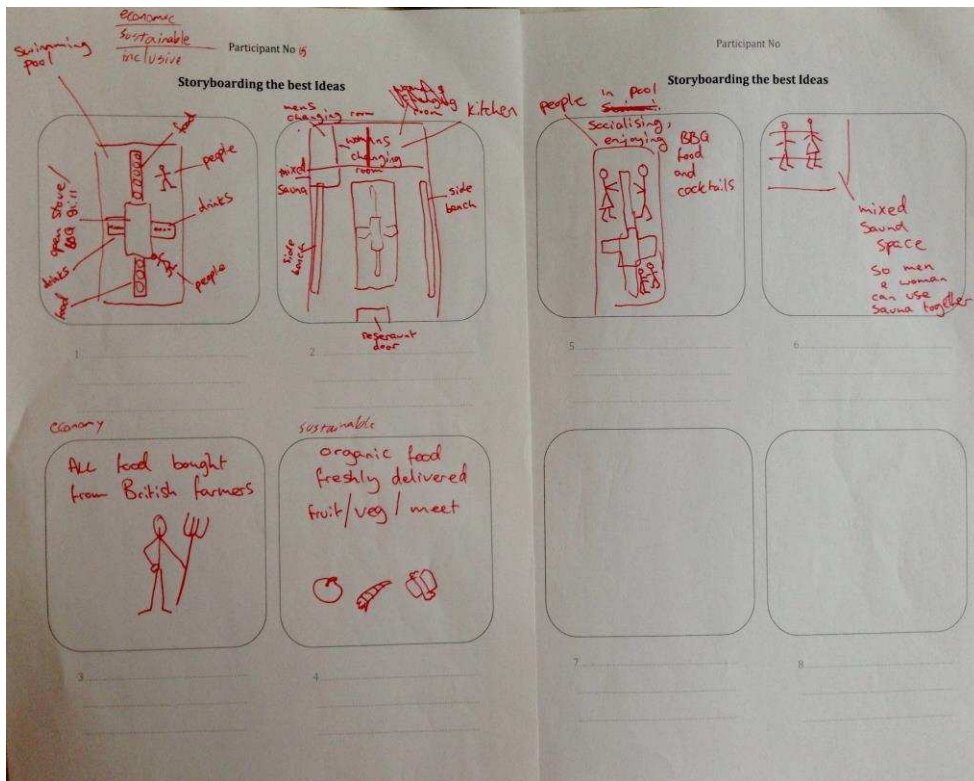 economic
sustainable
inclusive
Participant No 15
Storyboarding the best Ideas
swimming
pool
food
people
drinks
open stove/
BBQ grill
drinks
food
people
1
mens
changing room
room
kitchen
womens
changing
room
mixed
sauna
side
bench
side
bench
reseraunt
door
2
economy
ALL food bought
from British farmers
3
sustainable
organic food
freshly delivered
fruit/veg/meet
4
Participant No
Storyboarding the best Ideas
people in pool
socialising,
enjoying
BBQ
food
and
cocktails
5
mixed
saund
space
so men
& woman
can use
sauna together
6
7
8